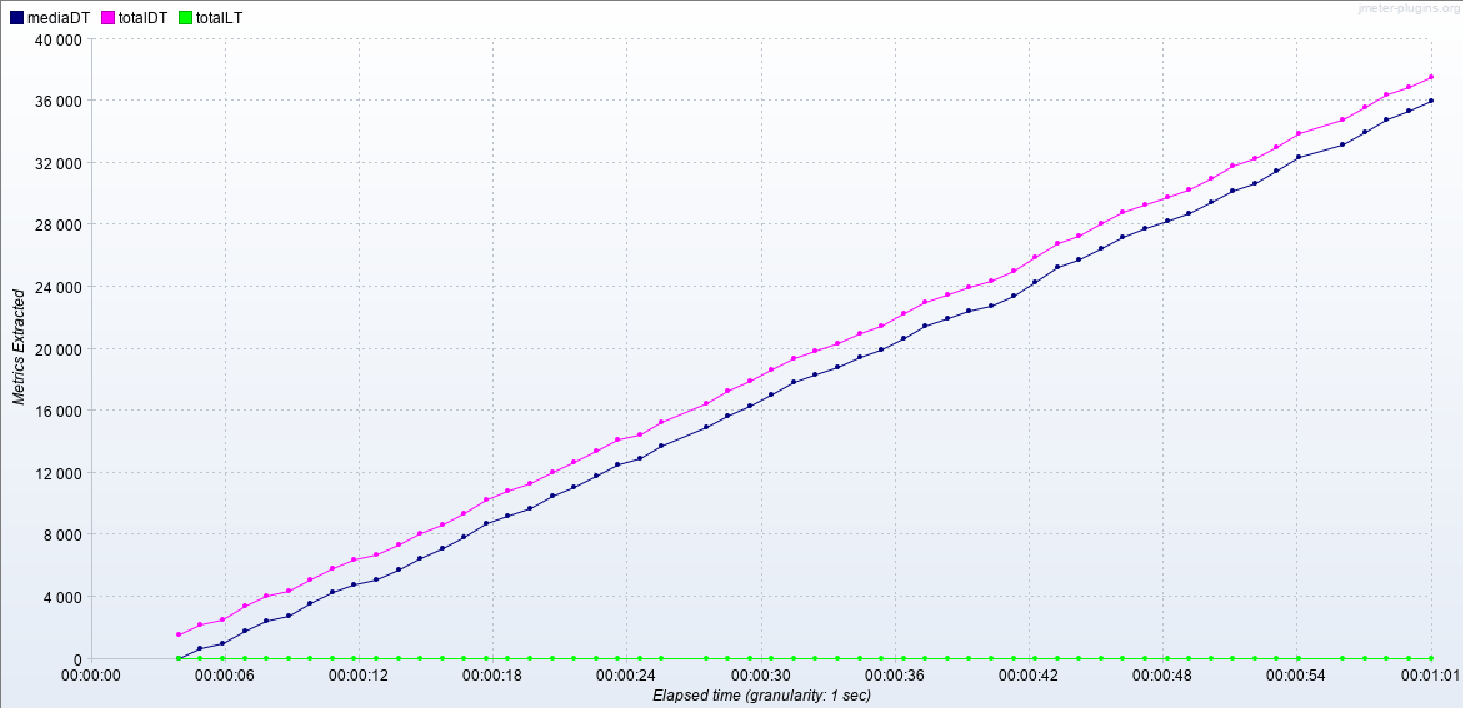 mediaDT totalDT totalLT
jmeter-plugins.org
40 000
36 000
32 000
28 000
24 000
20 000
16 000
12 000
8 000
4 000
0
Metrics Extracted
00:00:00 00:00:06 00:00:12 00:00:18 00:00:24 00:00:30 00:00:36 00:00:42 00:00:48 00:00:54 00:01:01
Elapsed time (granularity: 1 sec)